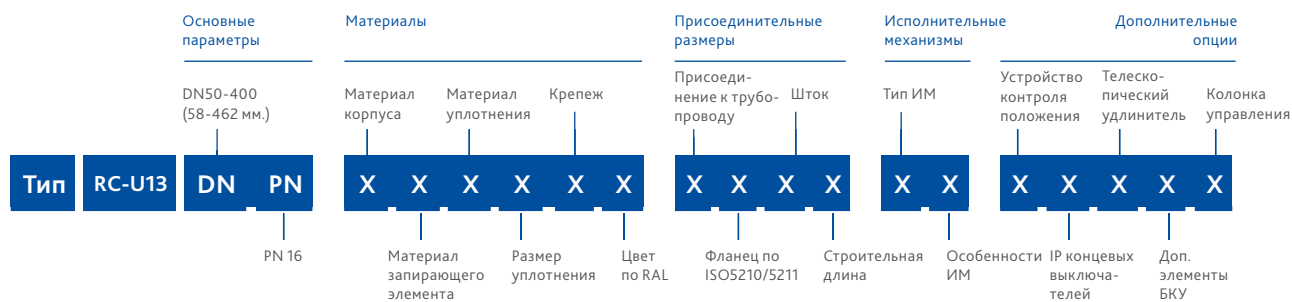 Основные
параметры
Материалы
Присоединительные
размеры
Исполнительные
механизмы
Дополнительные
опции
DN50-400
(58-462 мм.)
Материал
корпуса
Материал
уплотнения
Крепеж
Присоеди-
нение к трубо-
проводу
Шток
Тип ИМ
Устройство
контроля
положения
Телеско-
пический
удлинитель
Колонка
управления
Тип RC-U13 DN PN X X X X X X X X X X X X X X X X X
PN 16
Материал
запирающего
элемента
Размер
уплотнения
Цвет
по RAL
Фланец по
ISO5210/5211
Строительная
длина
Особенности
ИМ
IP концевых
выключа-
телей
Доп.
элементы
БКУ